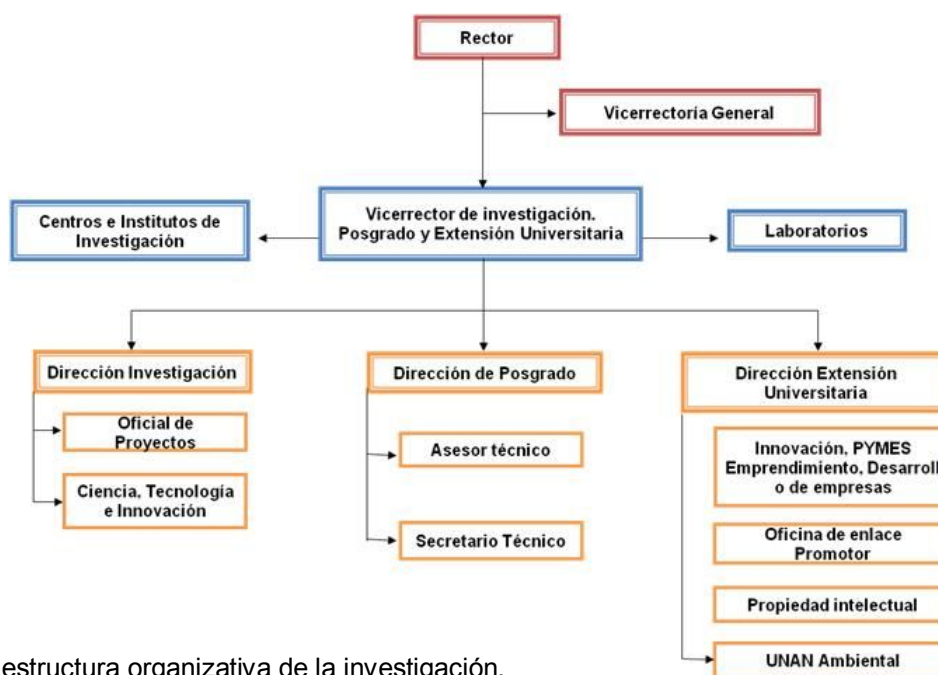 Rector
Vicerrectoría General
Vicerrector de investigación.
Posgrado y Extensión Universitaria
Centros e Institutos de
Investigación
Laboratorios
Dirección Investigación
Oficial de
Proyectos
Ciencia, Tecnología
e Innovación
Dirección de Posgrado
Asesor técnico
Secretario Técnico
Dirección Extensión
Universitaria
Innovación, PYMES
Emprendimiento, Desarroll
o de empresas
Oficina de enlace
Promotor
Propiedad intelectual
UNAN Ambiental
estructura organizativa de la investigación.